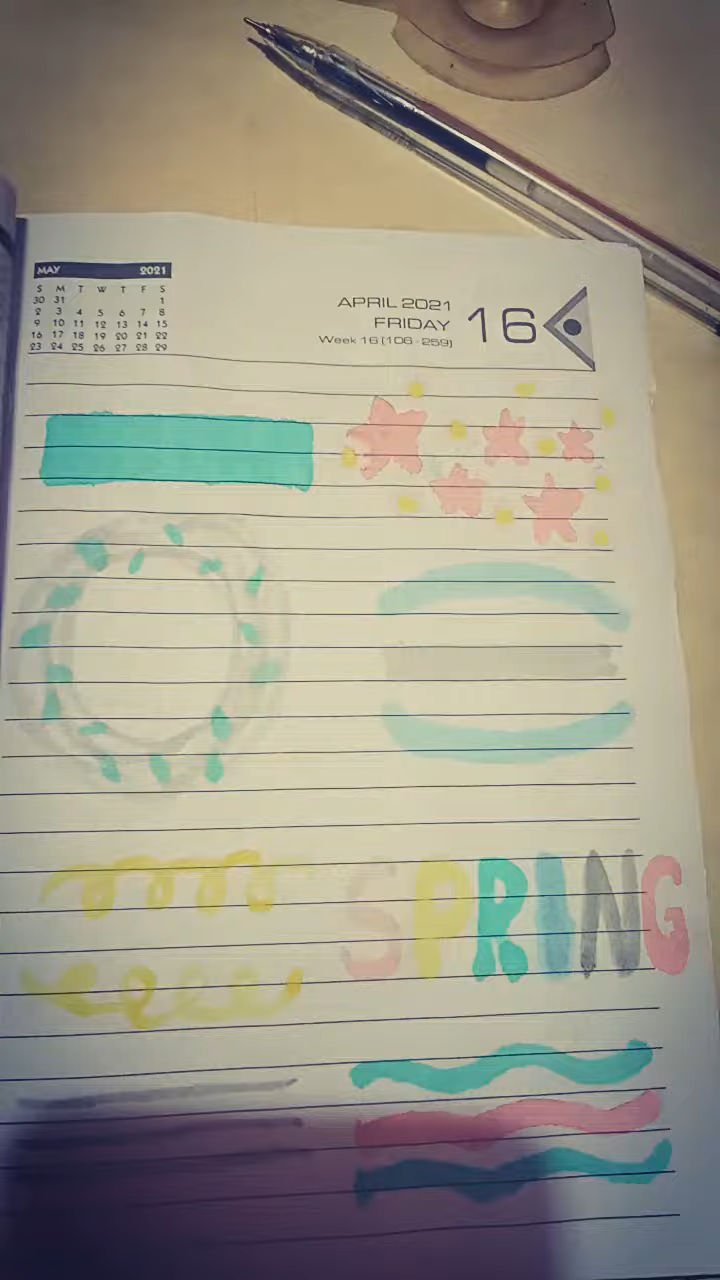 MAY 2021
S M T W T F S
30 31 1
2 3 4 5 6 7 8
9 10 11 12 13 14 15
16 17 18 19 20 21 22
23 24 25 26 27 28 29
APRIL 2021
FRIDAY
Week 16 (106 - 259)
16
SPRING